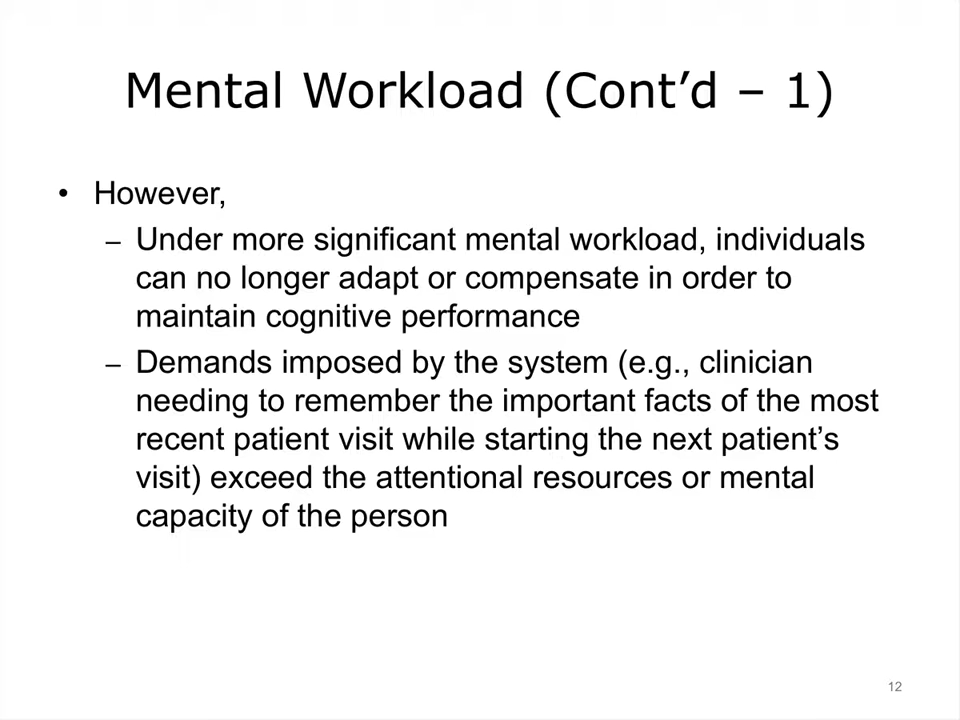 Mental Workload (Cont’d – 1)
• However,
– Under more significant mental workload, individuals
can no longer adapt or compensate in order to
maintain cognitive performance
– Demands imposed by the system (e.g., clinician
needing to remember the important facts of the most
recent patient visit while starting the next patient’s
visit) exceed the attentional resources or mental
capacity of the person
12